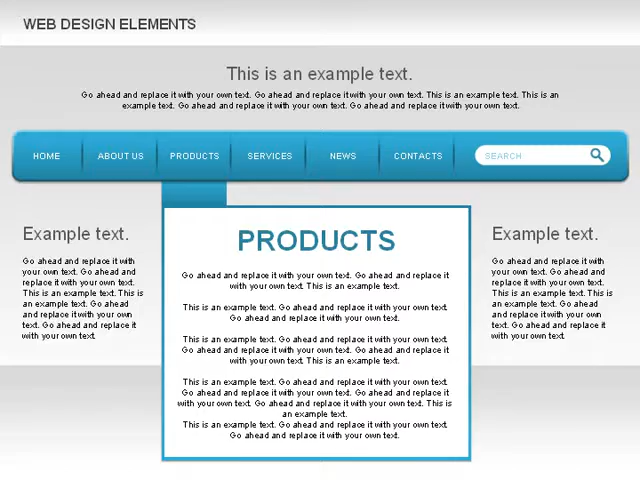 WEB DESIGN ELEMENTS
This is an example text.
Go ahead and replace it with your own text. Go ahead and replace it with your own text. This is an example text. This is an
example text. Go ahead and replace it with your own text. Go ahead and replace it with your own text.
HOME ABOUT US PRODUCTS SERVICES NEWS CONTACTS SEARCH
Example text.
Go ahead and replace it with
your own text. Go ahead and
replace it with your own text.
This is an example text. This is
an example text. Go ahead
and replace it with your own
text. Go ahead and replace it
with your own text.
PRODUCTS
Go ahead and replace it with your own text. Go ahead and replace it
with your own text. This is an example text.
This is an example text. Go ahead and replace it with your own text.
Go ahead and replace it with your own text.
This is an example text. Go ahead and replace it with your own text.
Go ahead and replace it with your own text. Go ahead and replace it
with your own text. This is an example text.
This is an example text. Go ahead and replace it with your own text.
Go ahead and replace it with your own text. Go ahead and replace it
with your own text. Go ahead and replace it with your own text. This is
an example text.
This is an example text. Go ahead and replace it with your own text.
Go ahead and replace it with your own text.
Example text.
Go ahead and replace it with
your own text. Go ahead and
replace it with your own text.
This is an example text. This is
an example text. Go ahead
and replace it with your own
text. Go ahead and replace it
with your own text.